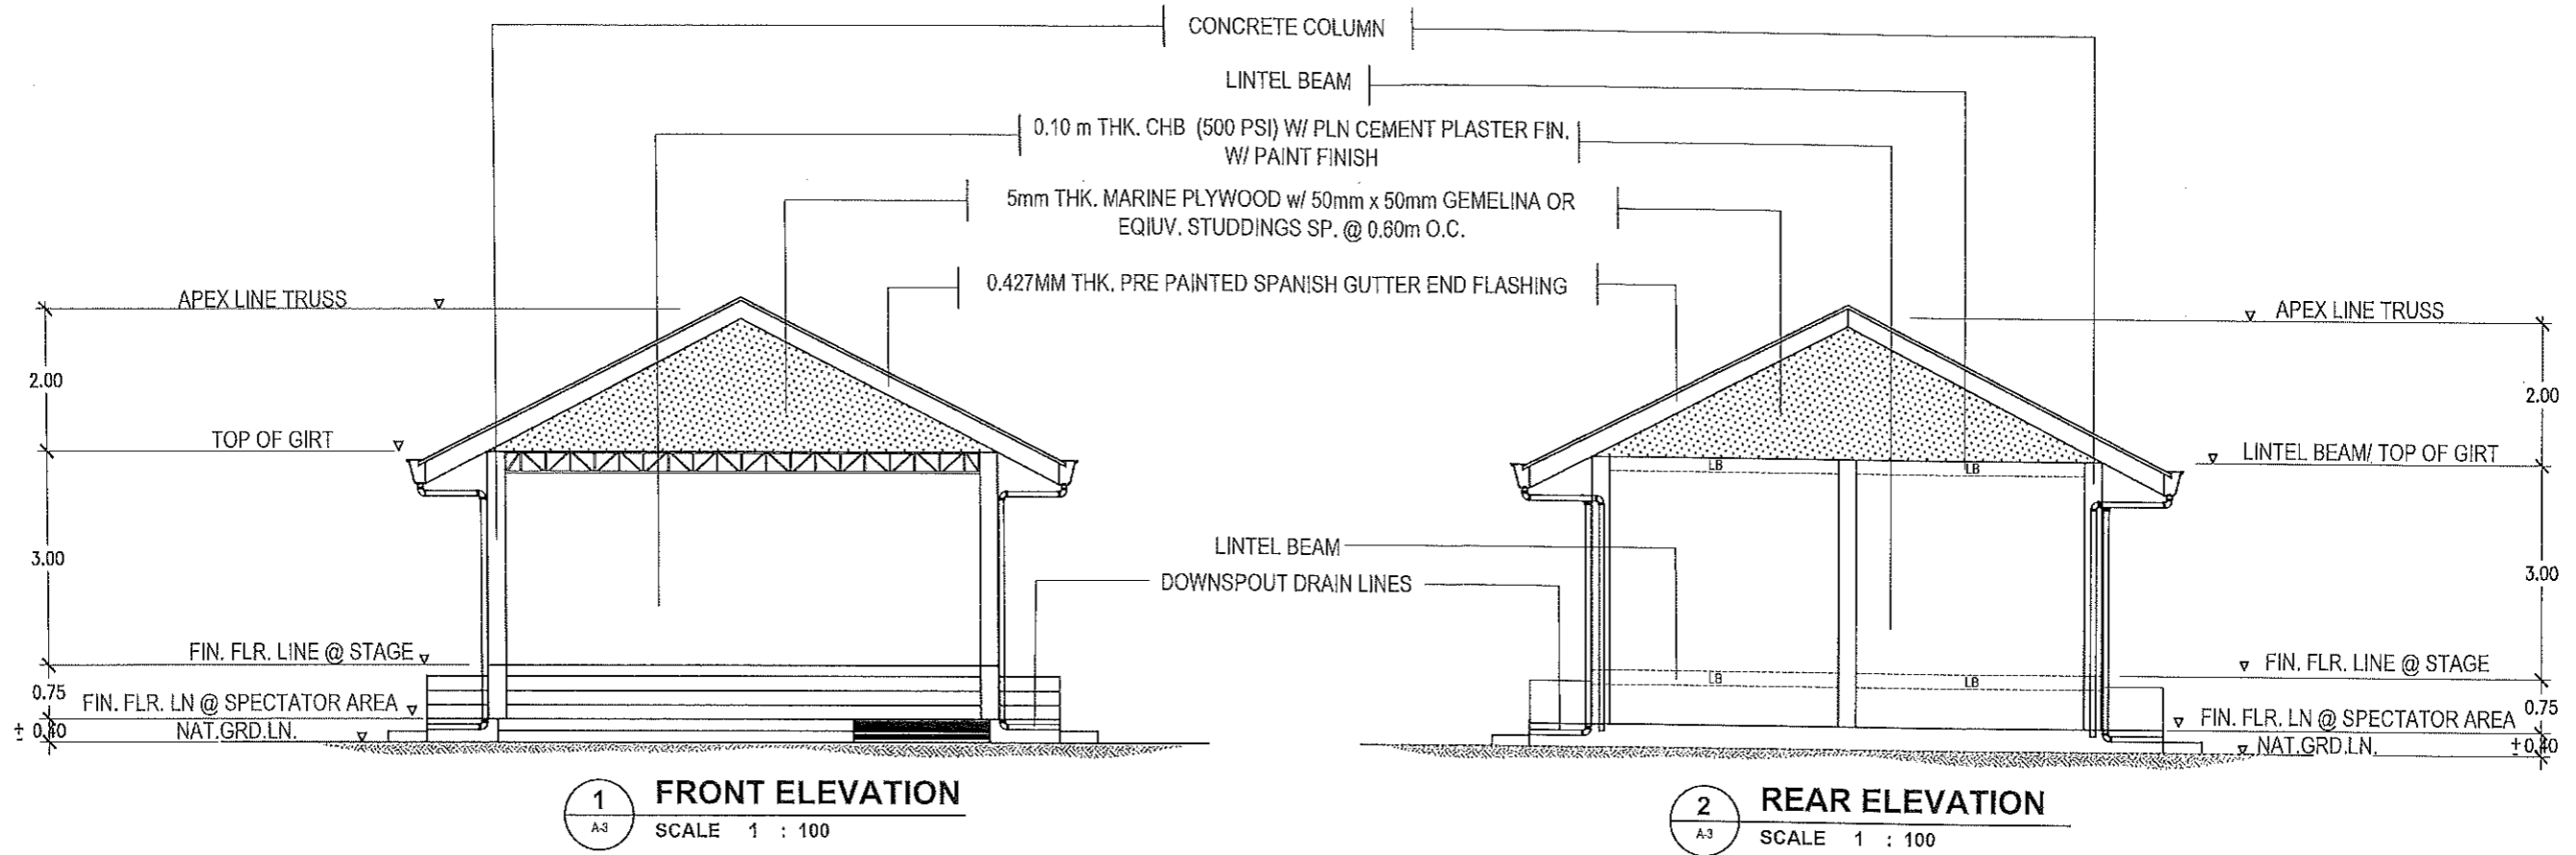 CONCRETE COLUMN
LINTEL BEAM
0.10 m THK. CHB (500 PSI) W/ PLN CEMENT PLASTER FIN.
W/ PAINT FINISH
5mm THK. MARINE PLYWOOD w/ 50mm x 50mm GEMELINA OR
EQIUV. STUDDINGS SP. @ 0.60m O.C.
0.427MM THK. PRE PAINTED SPANISH GUTTER END FLASHING
APEX LINE TRUSS
2.00
TOP OF GIRT
3.00
FIN. FLR. LINE @ STAGE
0.75
FIN. FLR. LN @ SPECTATOR AREA
± 0.40
NAT.GRD.LN.
LINTEL BEAM
DOWNSPOUT DRAIN LINES
APEX LINE TRUSS
2.00
LINTEL BEAM/ TOP OF GIRT
LB
LB
3.00
FIN. FLR. LINE @ STAGE
LB
LB
0.75
FIN. FLR. LN @ SPECTATOR AREA
NAT.GRD.LN.
±0.40
1
A-3
FRONT ELEVATION
SCALE 1 : 100
2
A-3
REAR ELEVATION
SCALE 1 : 100